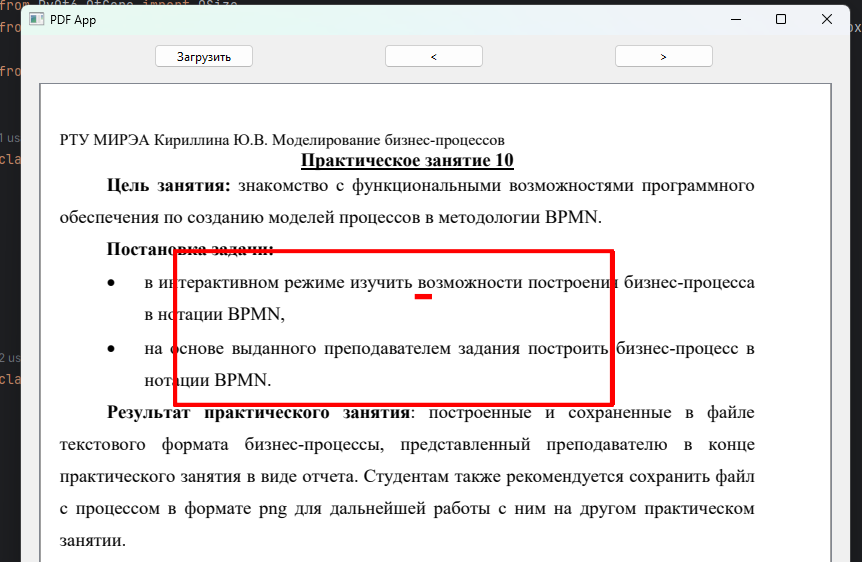 from PyQt6.QtCore import QSize
PDF App
fro
ox
Загрузить
<
>
fro
1 us
cla
РТУ МИРЭА Кириллина Ю.В. Моделирование бизнес-процессов
Практическое занятие 10
Цель занятия: знакомство с функциональными возможностями программного
обеспечения по созданию моделей процессов в методологии BPMN.
Постановка задачи:
• в интерактивном режиме изучить возможности построения бизнес-процесса
в нотации BPMN,
• на основе выданного преподавателем задания построить бизнес-процесс в
2 us
нотации BPMN.
cla
Результат практического занятия: построенные и сохраненные в файле
текстового формата бизнес-процессы, представленный преподавателю в конце
практического занятия в виде отчета. Студентам также рекомендуется сохранить файл
с процессом в формате png для дальнейшей работы с ним на другом практическом
занятии.